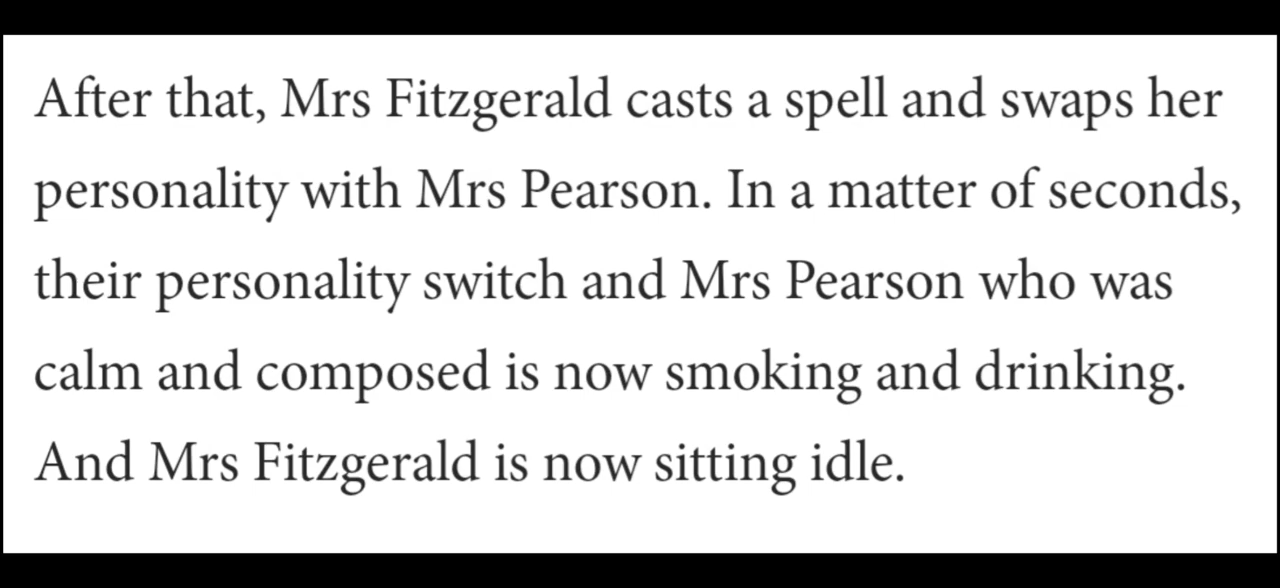 After that, Mrs Fitzgerald casts a spell and swaps her
personality with Mrs Pearson. In a matter of seconds,
their personality switch and Mrs Pearson who was
calm and composed is now smoking and drinking.
And Mrs Fitzgerald is now sitting idle.